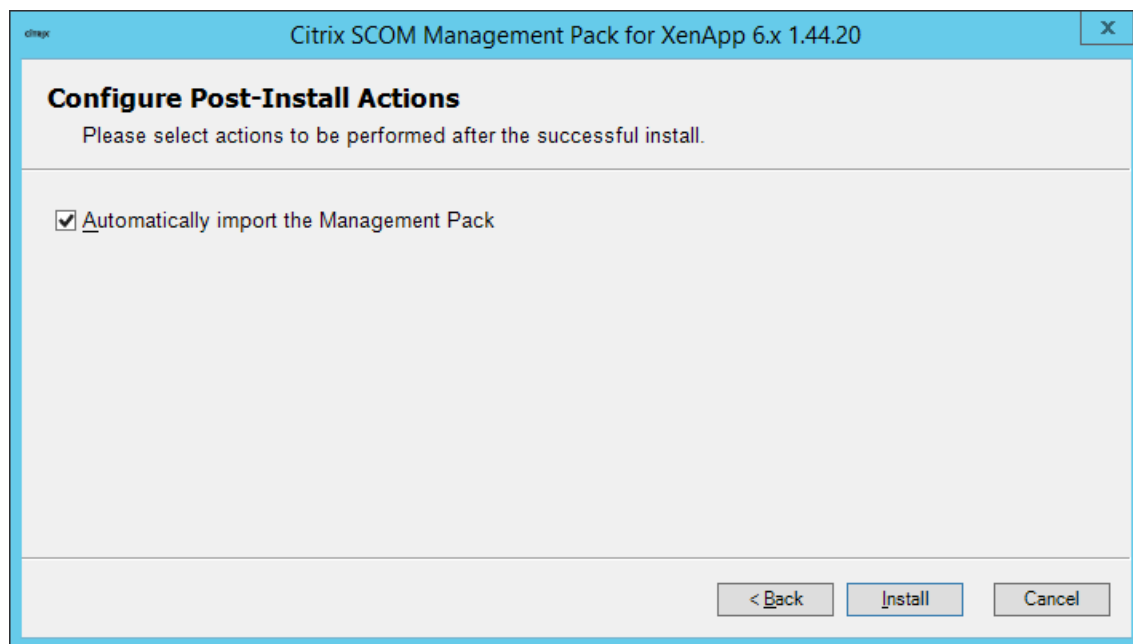 citrix
Citrix SCOM Management Pack for XenApp 6.x 1.44.20
x
Configure Post-Install Actions
Please select actions to be performed after the successful install.
Automatically import the Management Pack
< Back
Install
Cancel